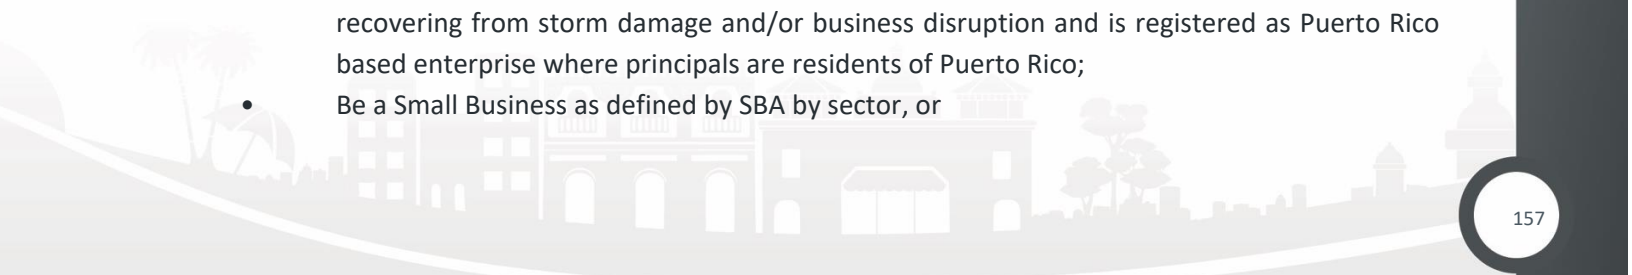 recovering from storm damage and/or business disruption and is registered as Puerto Rico
based enterprise where principals are residents of Puerto Rico;
• Be a Small Business as defined by SBA by sector, or
157